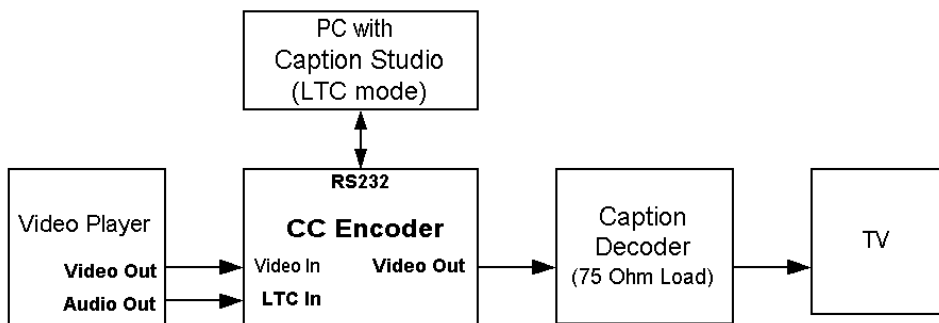 PC with
Caption Studio
(LTC mode)
RS232
Video Player
Video Out
Audio Out
CC Encoder
Video In
Video Out
LTC In
Caption
Decoder
(75 Ohm Load)
TV